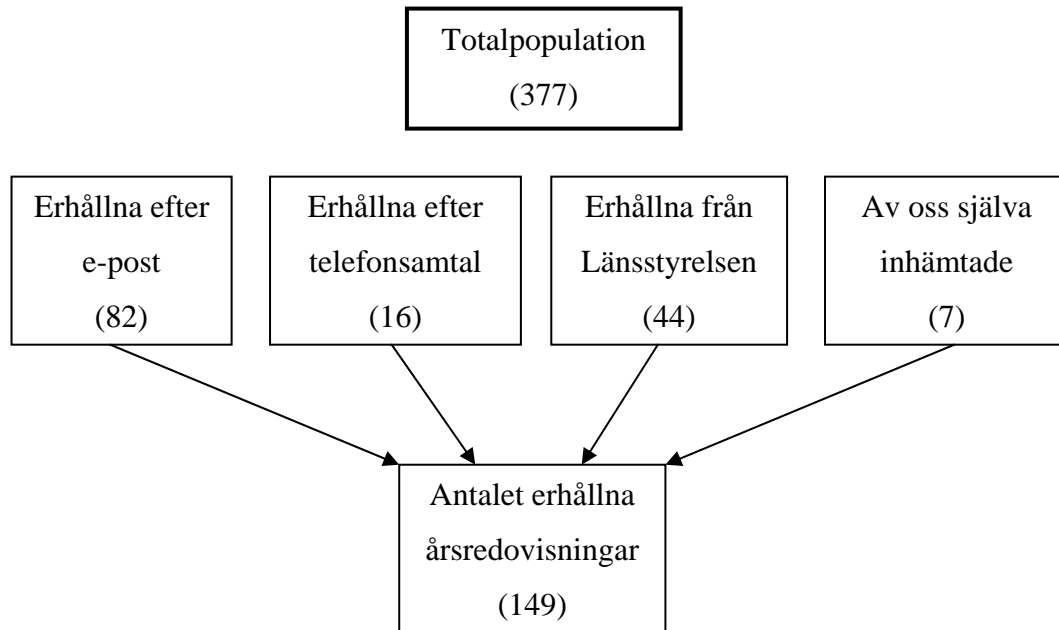 Totalpopulation
(377)
Erhållna efter
e-post
(82)
Erhållna efter
telefonsamtal
(16)
Erhållna från
Länsstyrelsen
(44)
Av oss själva
inhämtade
(7)
Antalet erhållna
årsredovisningar
(149)